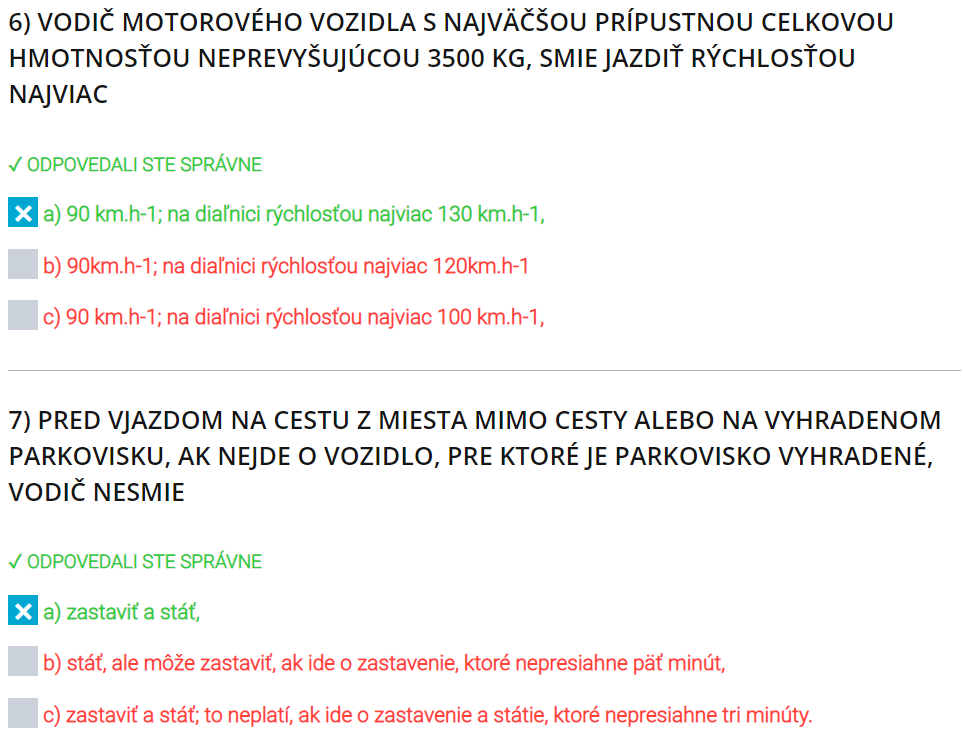 6) VODIČ MOTOROVÉHO VOZIDLA S NAJVÄČŠOU PRÍPUSTNOU CELKOVOU
HMOTNOSŤOU NEPREVYŠUJÚCOU 3500 KG, SMIE JAZDIŤ RÝCHLOSŤOU
NAJVIAC
✓ ODPOVEDALI STE SPRÁVNE
a) 90 km.h-1; na diaľnici rýchlosťou najviac 130 km.h-1,
b) 90km.h-1; na diaľnici rýchlosťou najviac 120km.h-1
c) 90 km.h-1; na diaľnici rýchlosťou najviac 100 km.h-1,
7) PRED VJAZDOM NA CESTU Z MIESTA MIMO CESTY ALEBO NA VYHRADENOM
PARKOVISKU, AK NEJDE O VOZIDLO, PRE KTORÉ JE PARKOVISKO VYHRADENÉ,
VODIČ NESMIE
✓ ODPOVEDALI STE SPRÁVNE
a) zastaviť a stáť,
b) stáť, ale môže zastaviť, ak ide o zastavenie, ktoré nepresiahne päť minút,
c) zastaviť a stáť; to neplatí, ak ide o zastavenie a státie, ktoré nepresiahne tri minúty.